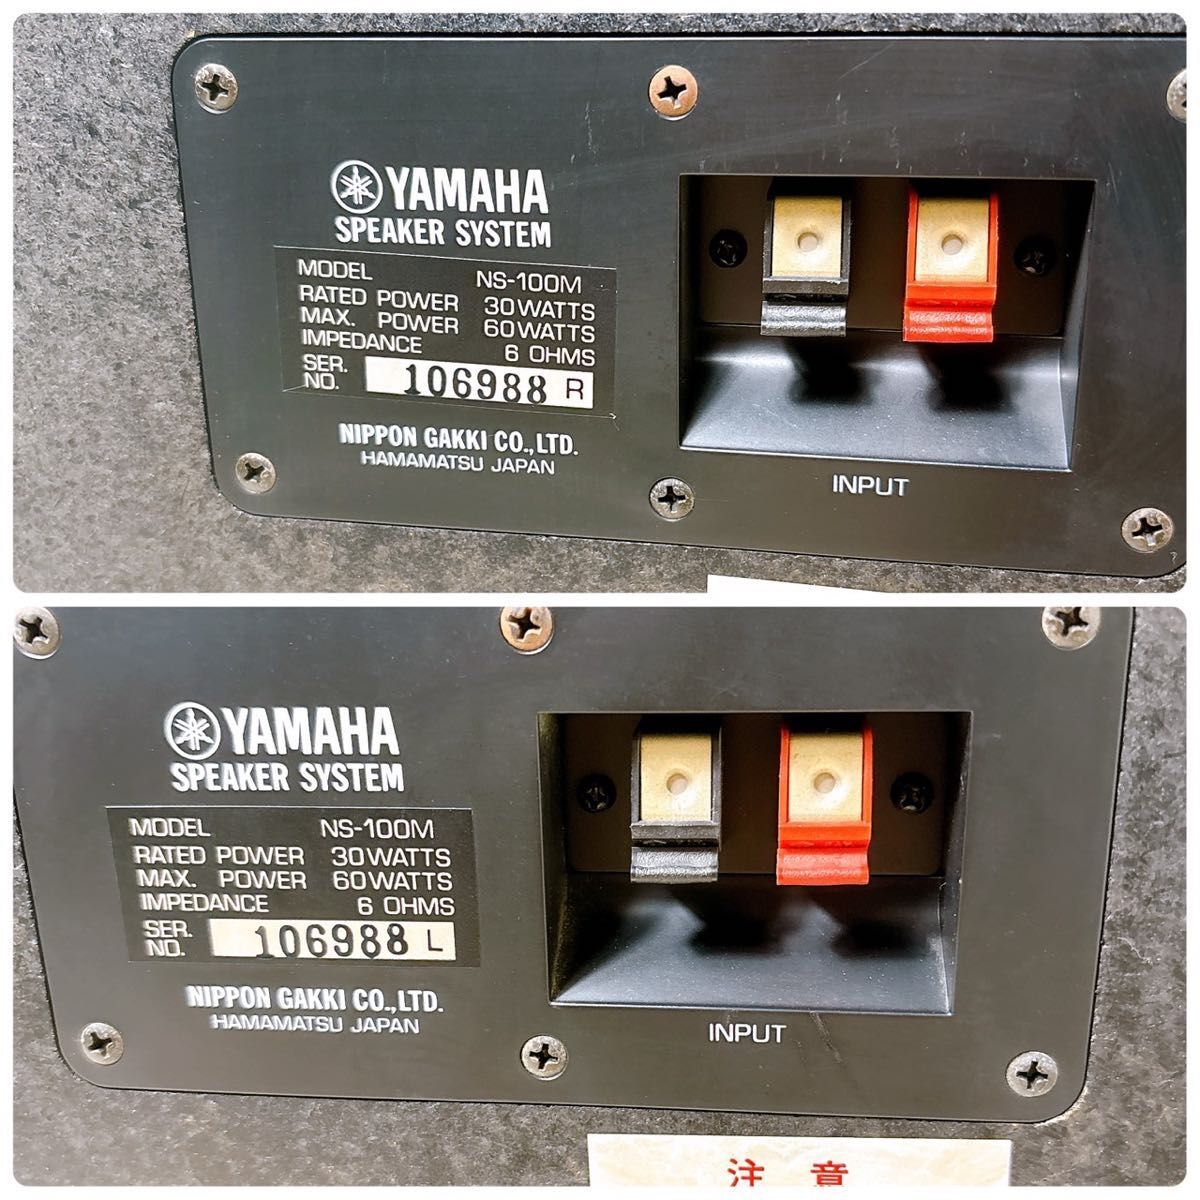 YAMAHA
SPEAKER SYSTEM
MODEL NS-100M
RATED POWER 30WATTS
MAX. POWER 60WATTS
IMPEDANCE 6 OHMS
SER. NO. 106988 R
NIPPON GAKKI CO.,LTD.
HAMAMATSU JAPAN
INPUT
YAMAHA
SPEAKER SYSTEM
MODEL NS-100M
RATED POWER 30WATTS
MAX. POWER 60WATTS
IMPEDANCE 6 OHMS
SER. NO. 106988 L
NIPPON GAKKI CO.,LTD.
HAMAMATSU JAPAN
INPUT
注 意